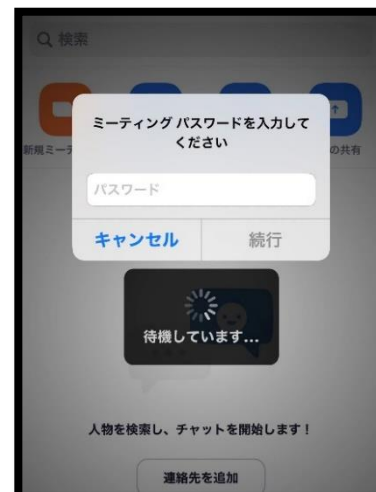 検索
ミーティング パスワードを入力して
ください
新規ミーテ
の共有
パスワード
キャンセル
続行
待機しています...
人物を検索し、チャットを開始します！
連絡先を追加